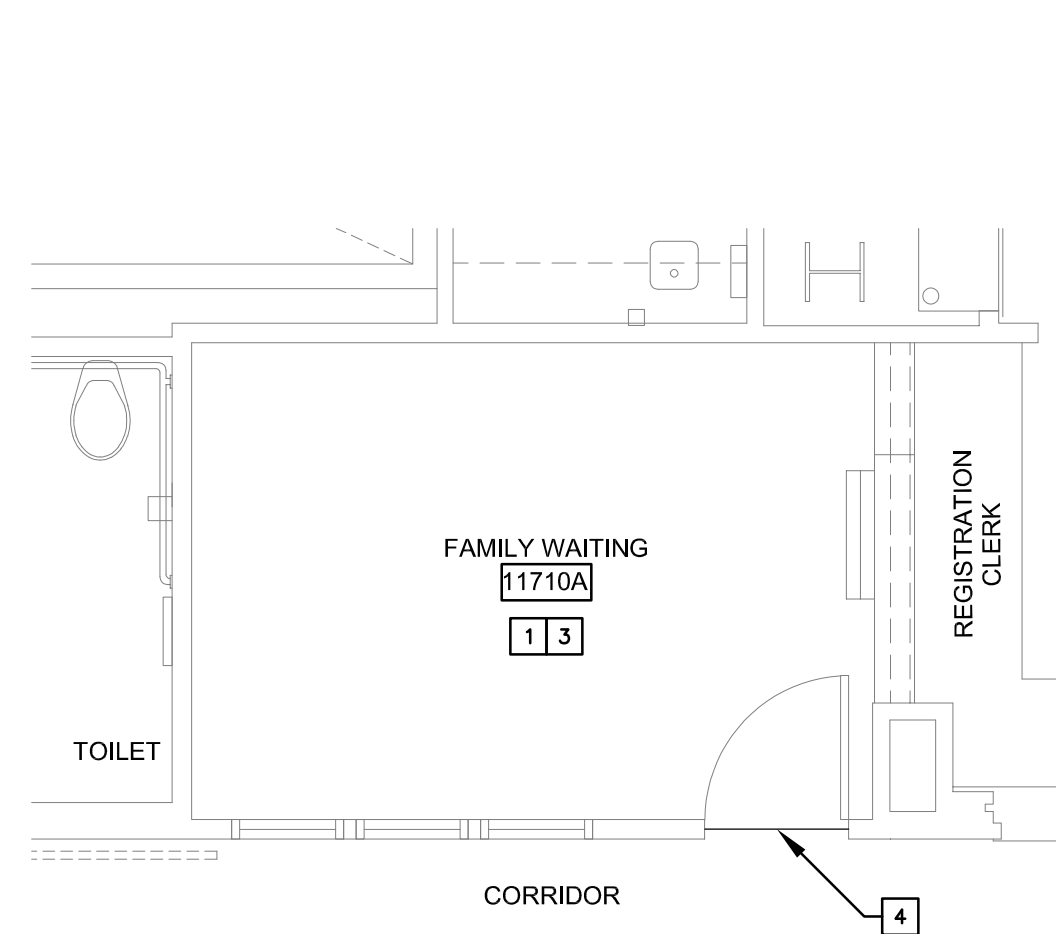 FAMILY WAITING
11710A
1 3
REGISTRATION
CLERK
TOILET
CORRIDOR
4